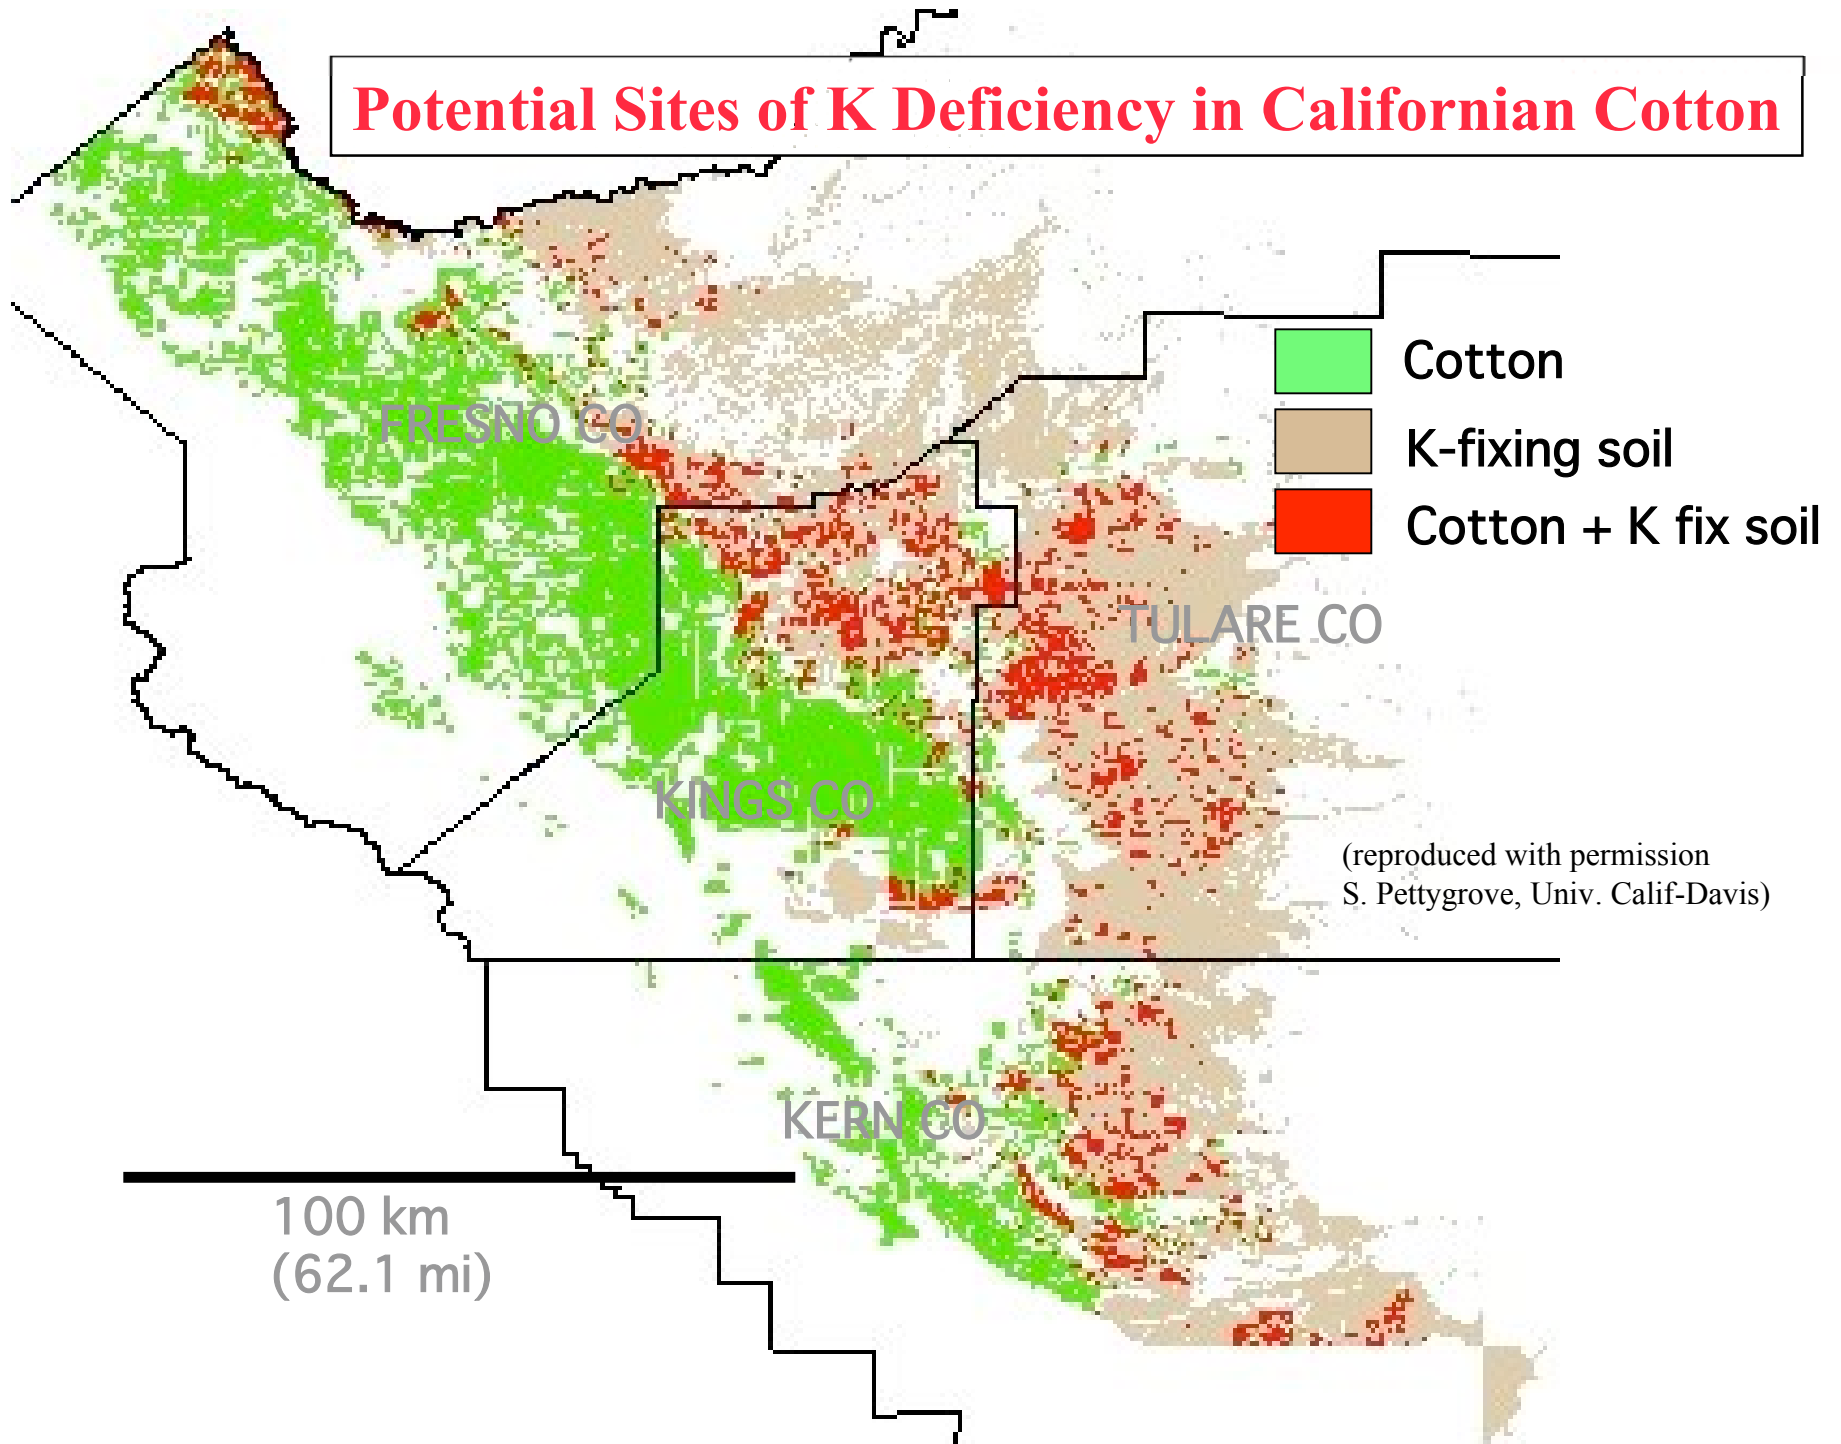 Potential Sites of K Deficiency in Californian Cotton
Cotton
K-fixing soil
Cotton + K fix soil
FRESNO CO
TULARE CO
KINGS CO
(reproduced with permission
S. Pettygrove, Univ. Calif-Davis)
KERN CO
100 km
(62.1 mi)